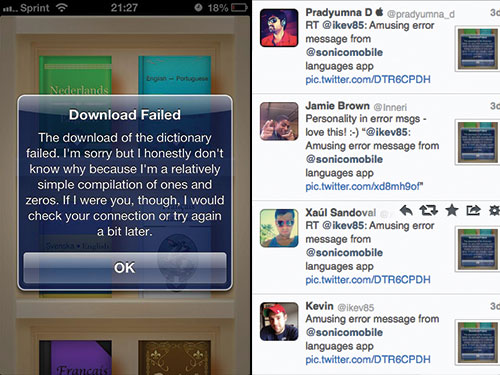 Sprint 21:27 18%
Nederlands
English – Portuguese
Download Failed
The download of the dictionary
failed. I'm sorry but I honestly don't
know why because I'm a relatively
simple compilation of ones and
zeros. If I were you, though, I would
check your connection or try again
a bit later.
OK
Svenska • English
Français
Pradyumna D @pradyumna_d 3d
RT @ikev85: Amusing error
message from
@sonicomobile
languages app
pic.twitter.com/DTR6CPDH
Jamie Brown @Inneri 3d
Personality in error msgs -
love this! :-) "@ikev85:
Amusing error message from
@sonicomobile
languages app
pic.twitter.com/xd8mh9of"
Xaúl Sandoval
RT @ikev85: Amusing error
message from
@sonicomobile
languages app
pic.twitter.com/DTR6CPDH
Kevin @ikev85 3d
Amusing error message from
@sonicomobile
languages app
pic.twitter.com/DTR6CPDH